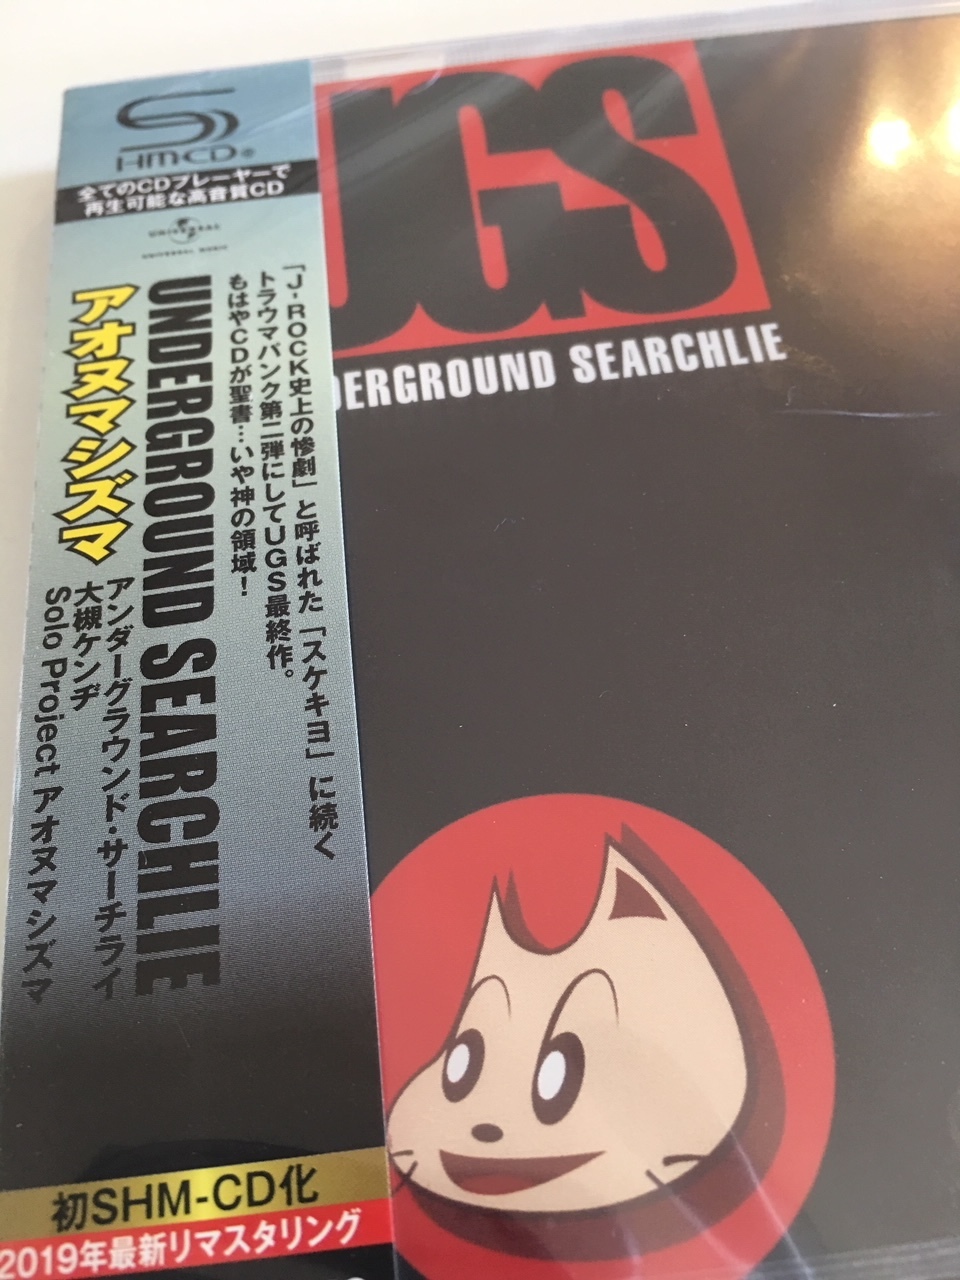 SHM-CD®
全てのCDプレーヤーで
再生可能な高音質CD
UNIVERSAL
UNIVERSAL MUSIC
「J-ROCK史上の惨劇」と呼ばれた「スケキヨ」に続く
トラウマパンク第二弾にしてUGS最終作。
もはやCDが聖書…いや神の領域！
UNDERGROUND SEARCHLIE
アオヌマシズマ
アンダーグラウンド・サーチライ
大槻ケンヂ
Solo Project アオヌマシズマ
初SHM-CD化
2019年最新リマスタリング
UGS
DERGROUND SEARCHLIE